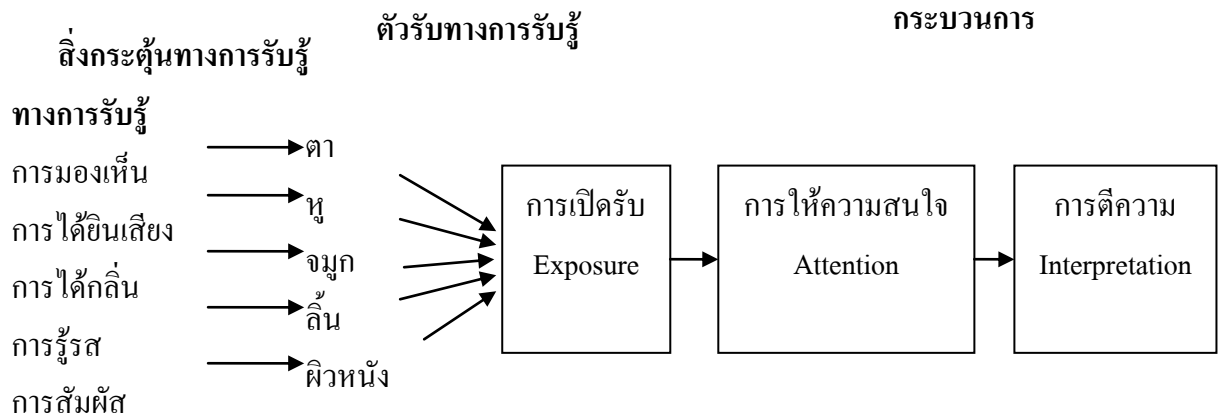 สิ่งกระตุ้นทางการรับรู้
ตัวรับทางการรับรู้
กระบวนการ
ทางการรับรู้
การมองเห็น
การได้ยินเสียง
การได้กลิ่น
การรู้รส
การสัมผัส
ตา
หู
จมูก
ลิ้น
ผิวหนัง
การเปิดรับ
Exposure
การให้ความสนใจ
Attention
การตีความ
Interpretation